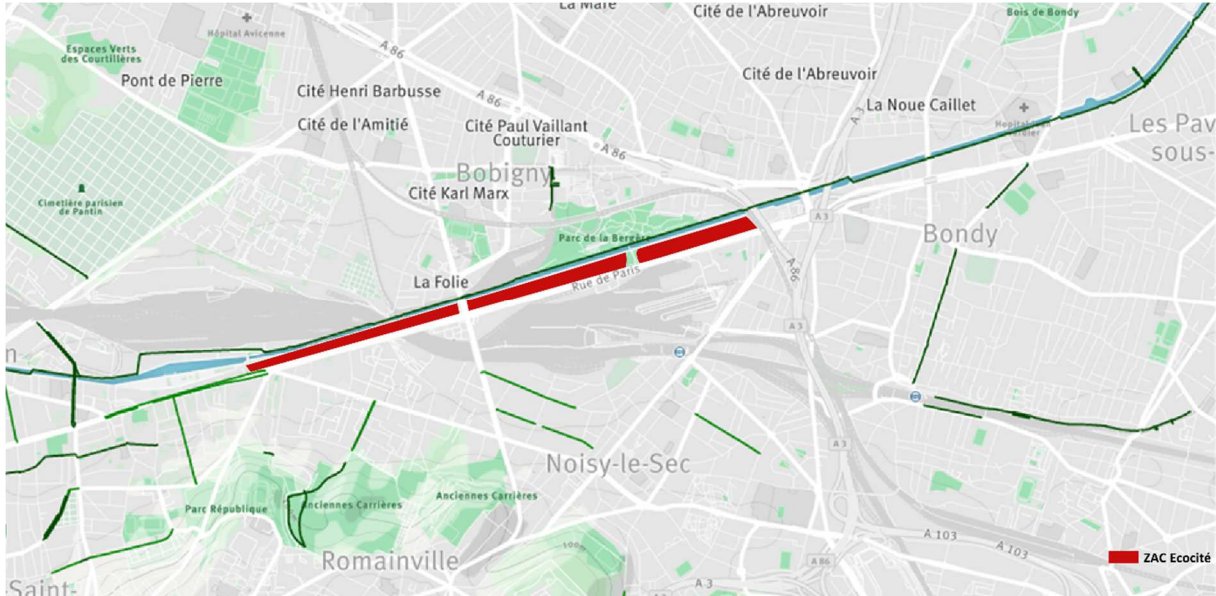 La Mare
Cité de l'Abreuvoir
Bois de Bondy
Hôpital Avicenne
A 86
Espaces Verts
des Courtillères
Pont de Pierre
Cité Henri Barbusse
A 86
Cité de l'Abreuvoir
A 3
La Noue Caillet
Cité de l'Amitié
Cité Paul Vaillant
Couturier
A 86
Les Pav
sous-
Bobigny
Cité Karl Marx
Cimetière parisien
de Pantin
A 3
Bondy
Parc de la Bergère
La Folie
Rue de Paris
A 86
A 3
n
A 3
Noisy-le-Sec
Parc République
Anciennes Carrières
Anciennes Carrières
Romainville
100m
A 103
A 103
A 86
A 3
Saint-
ZAC Ecocité